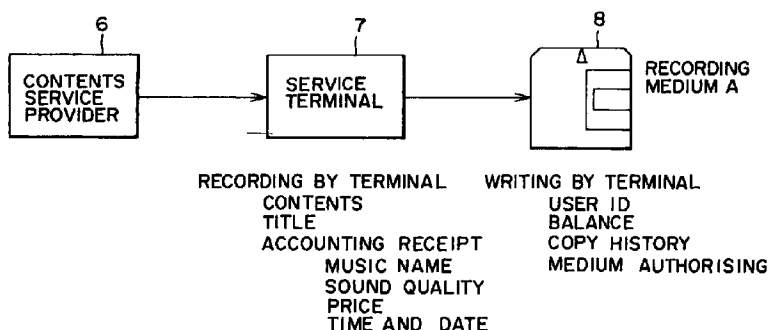 6
7
8
CONTENTS
SERVICE
PROVIDER
SERVICE
TERMINAL
RECORDING
MEDIUM A
RECORDING BY TERMINAL
CONTENTS
TITLE
ACCOUNTING RECEIPT
MUSIC NAME
SOUND QUALITY
PRICE
TIME AND DATE
WRITING BY TERMINAL
USER ID
BALANCE
COPY HISTORY
MEDIUM AUTHORISING